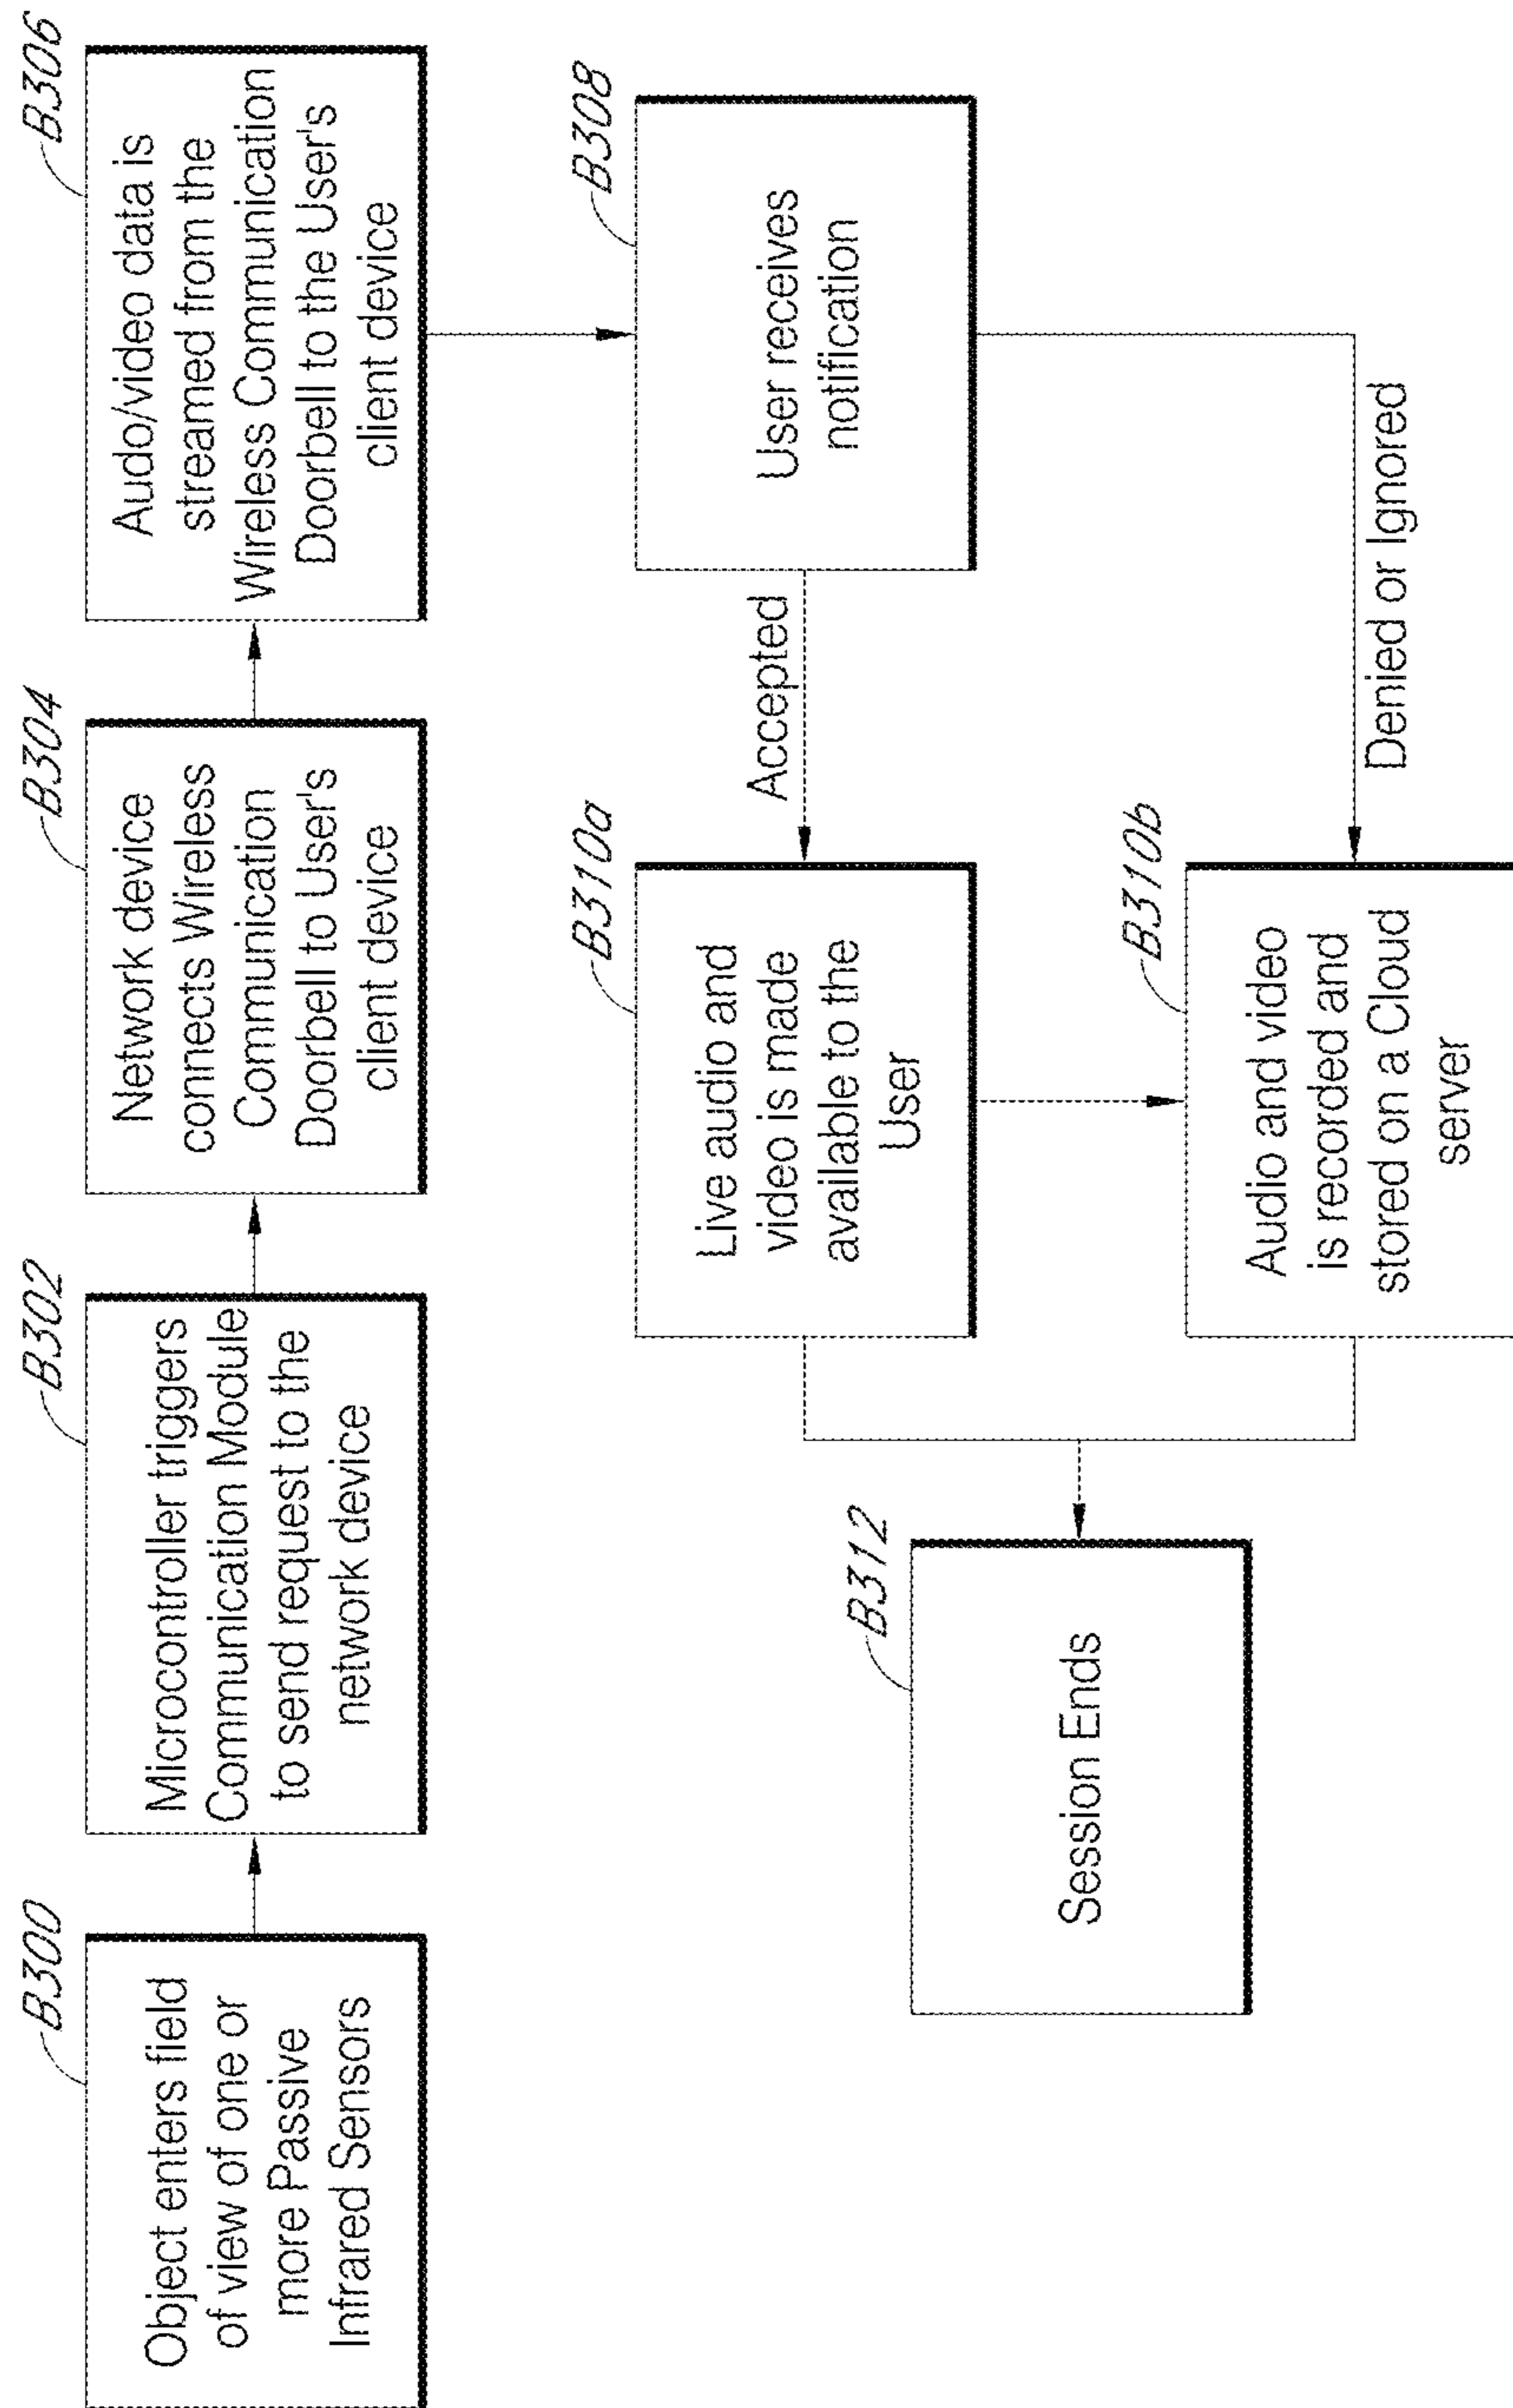 B300
Object enters field
of view of one or
more Passive
Infrared Sensors
B302
Microcontroller triggers
Communication Module
to send request to the
network device
B304
Network device
connects Wireless
Communication
Doorbell to User's
client device
B306
Audo/video data is
streamed from the
Wireless Communication
Doorbell to the User's
client device
B308
User receives
notification
Accepted
Denied or Ignored
B310a
Live audio and
video is made
available to the
User
B310b
Audio and video
is recorded and
stored on a Cloud
server
B312
Session Ends